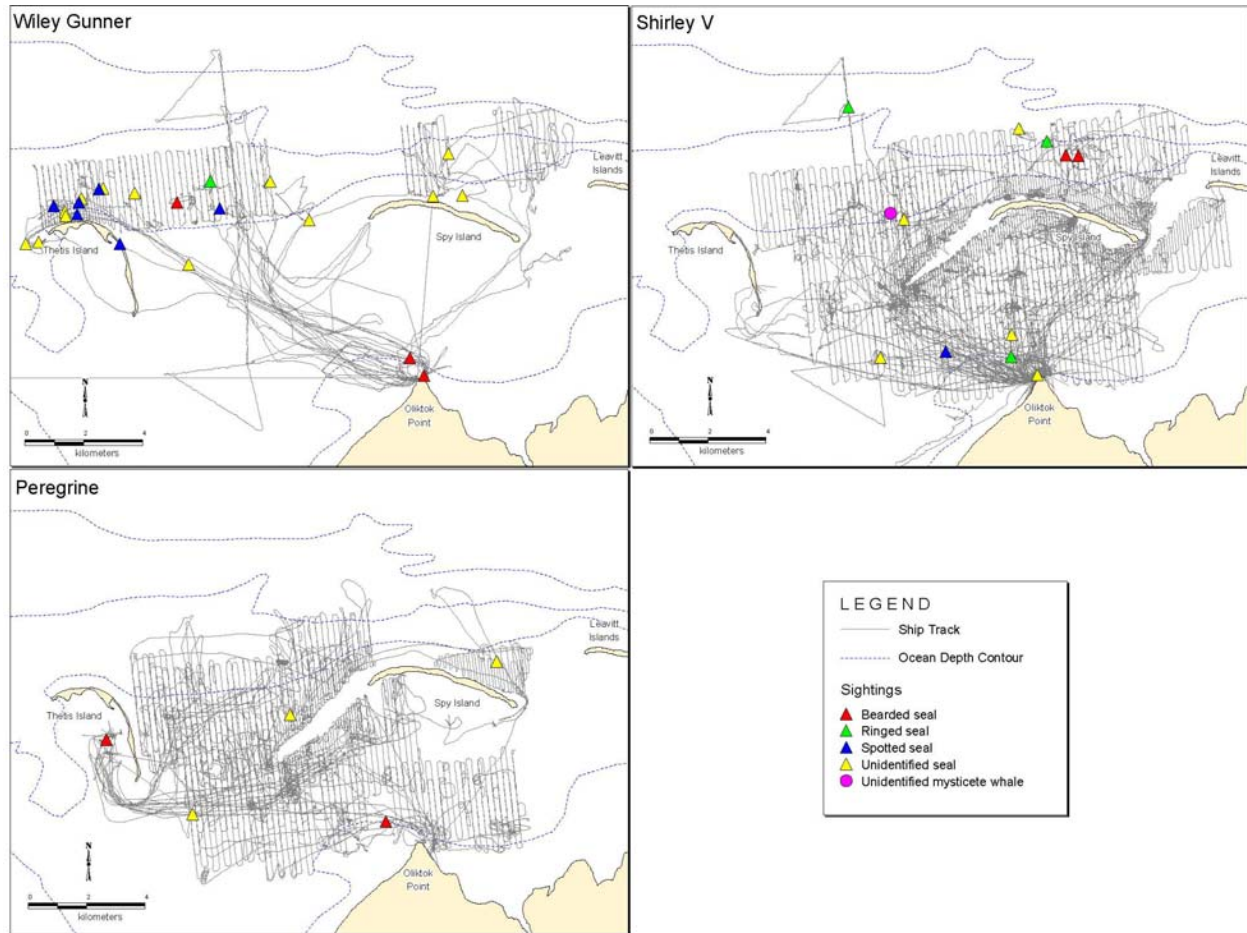 Wiley Gunner
Leavitt
Islands
Thetis Island
Spy Island
N
Oliktok
Point
0 2 4
kilometers
Shirley V
Leavitt
Islands
Thetis Island
Spy Island
N
Oliktok
Point
0 2 4
kilometers
Peregrine
Leavitt
Islands
Thetis Island
Spy Island
N
Oliktok
Point
0 2 4
kilometers
LEGEND
Ship Track
Ocean Depth Contour
Sightings
Bearded seal
Ringed seal
Spotted seal
Unidentified seal
Unidentified mysticete whale